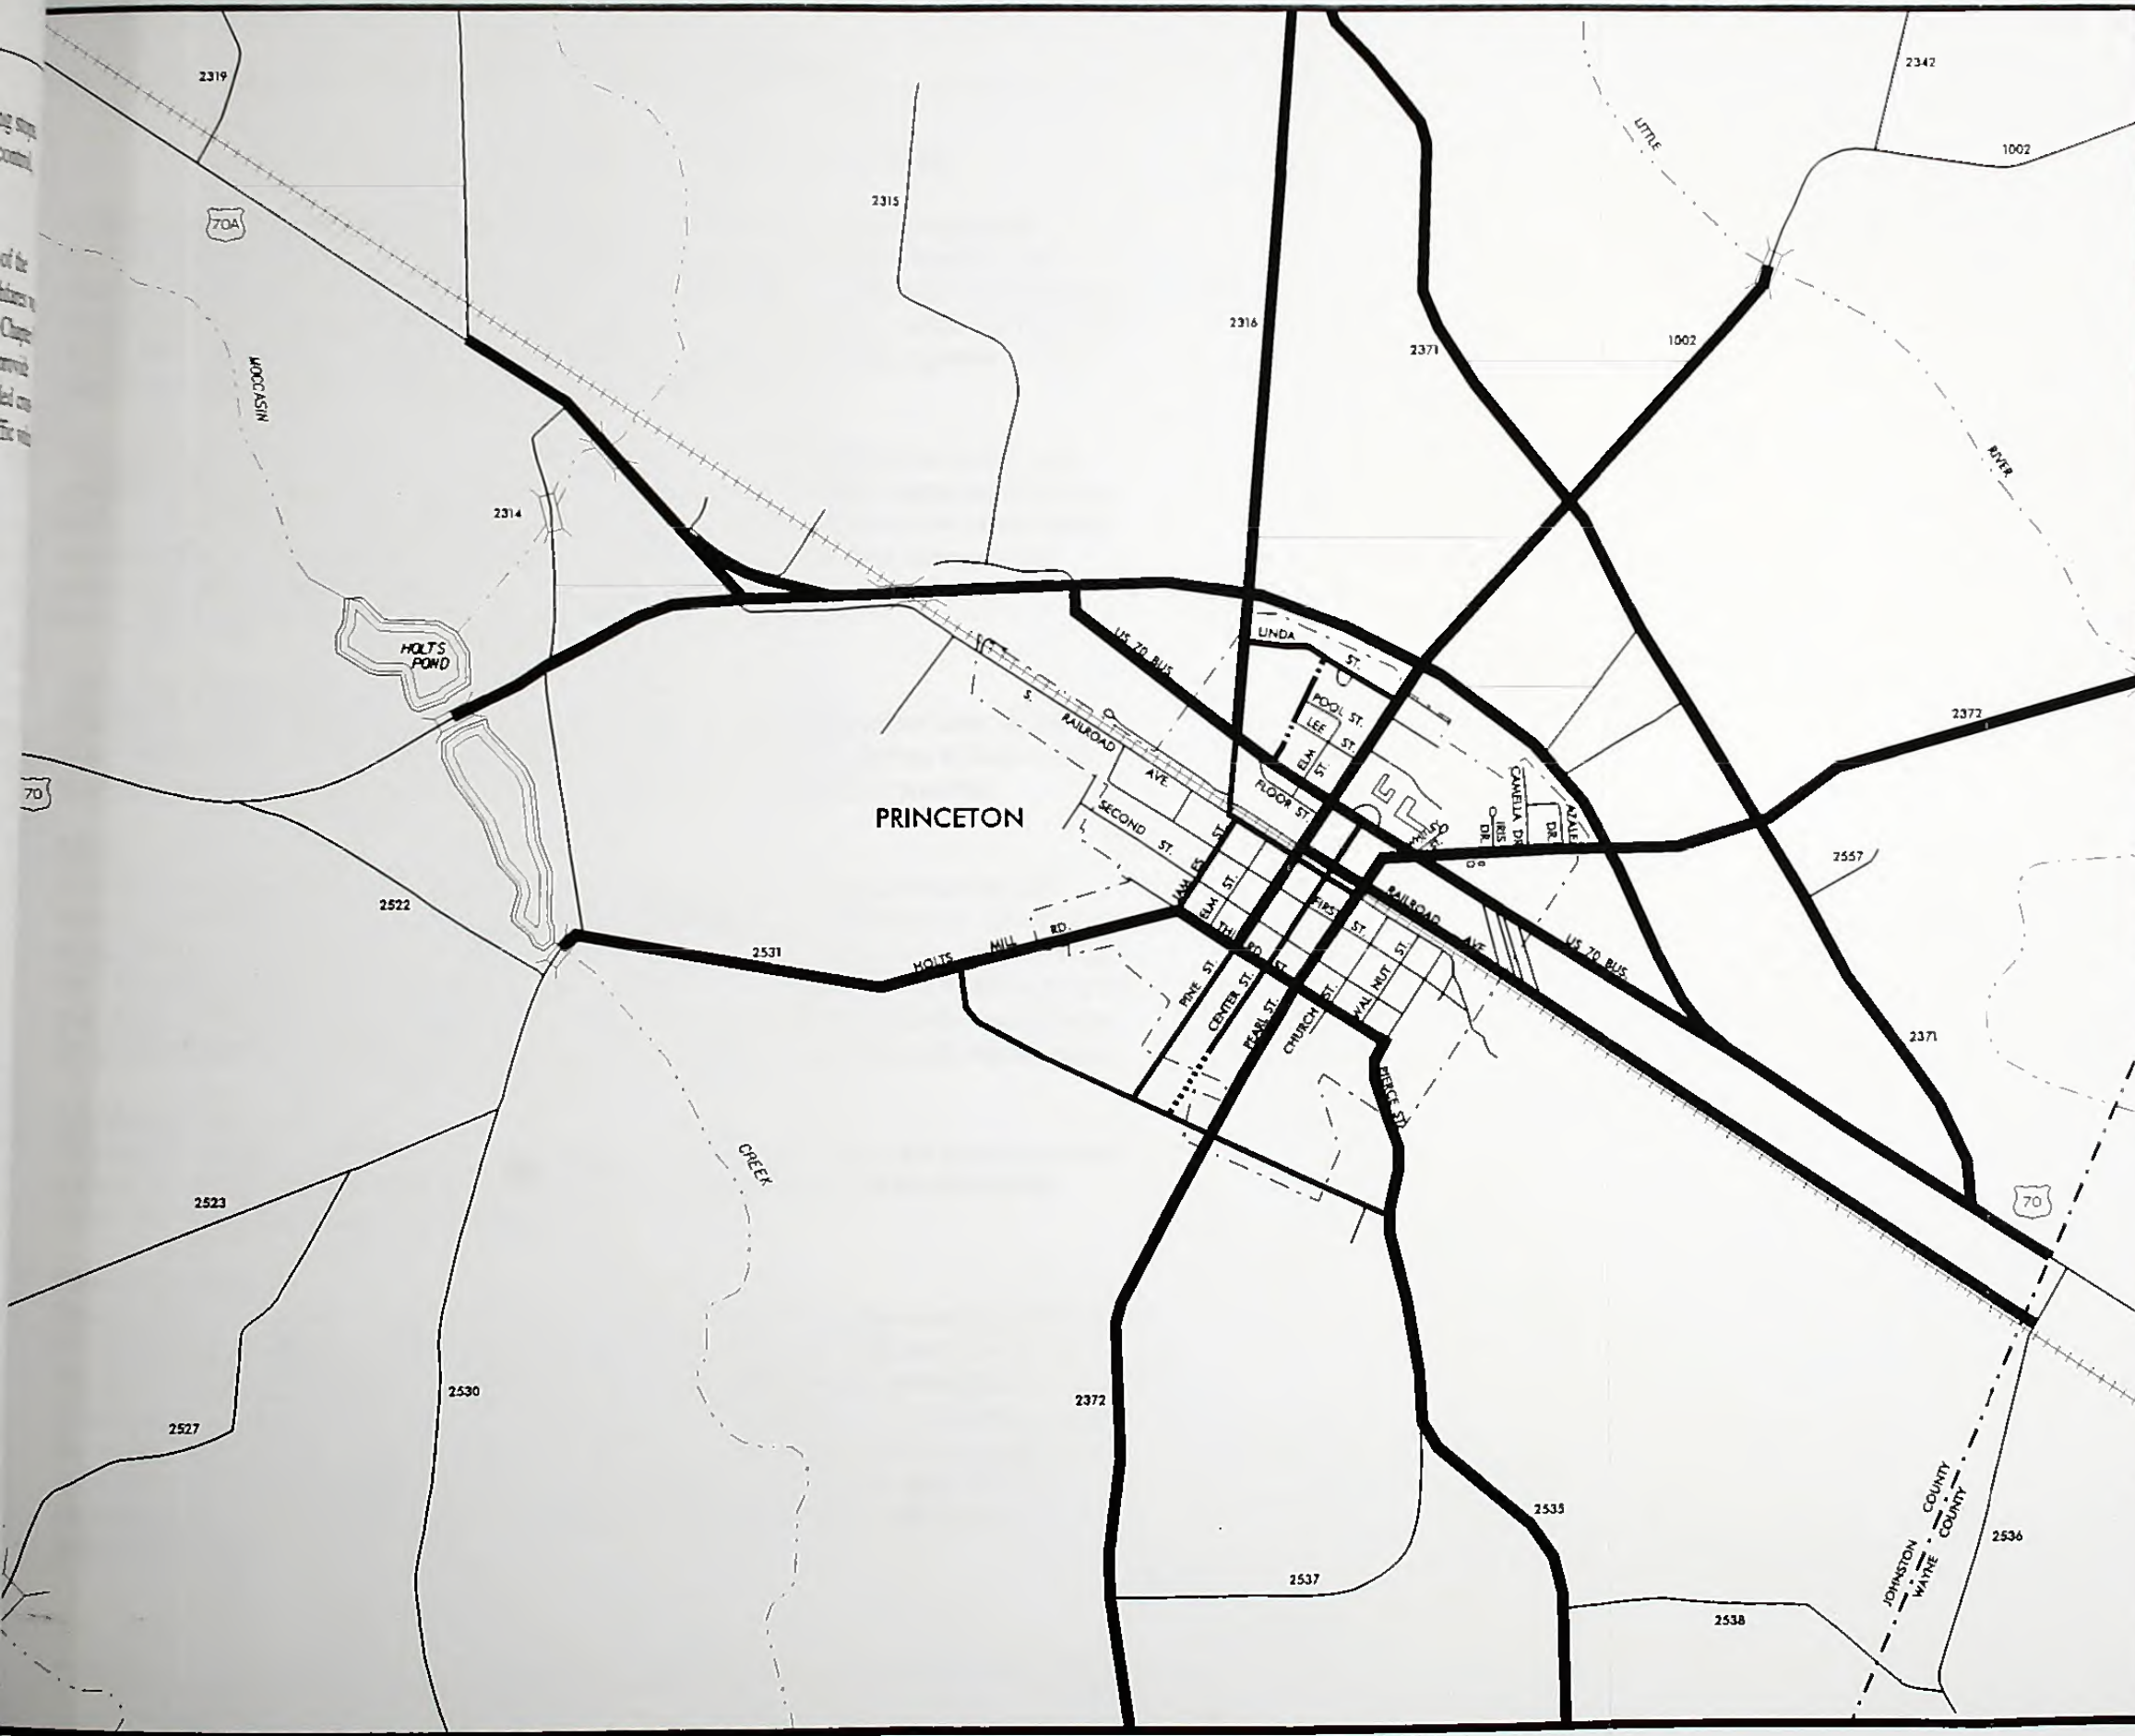 2319
2342
1002
LITTLE
70A
2315
2316
2371
1002
MOCCASIN
RIVER
2314
HOLTS
POND
US 70 BUS.
LINDA
ST.
S.
RAILROAD
AVE.
POOL ST.
LEE
ST.
ELM
ST.
FLOOR ST.
2372
70
PRINCETON
SECOND
ST.
CAMELLA DR.
IRIS
DR.
AZALEA
DR.
2557
JAMES
ST.
ELM
ST.
FIRST
ST.
RAILROAD
AVE
US 70 BUS.
2522
2531
HOLTS
MILL
RD.
THIRD
ST.
PINE
ST.
CENTER ST.
PEARL ST.
CHURCH
ST.
WALNUT
ST.
PIERCE ST.
2371
CREEK
2523
70
2530
2372
2527
2535
2537
2538
2536
JOHNSTON
COUNTY
WAYNE
COUNTY